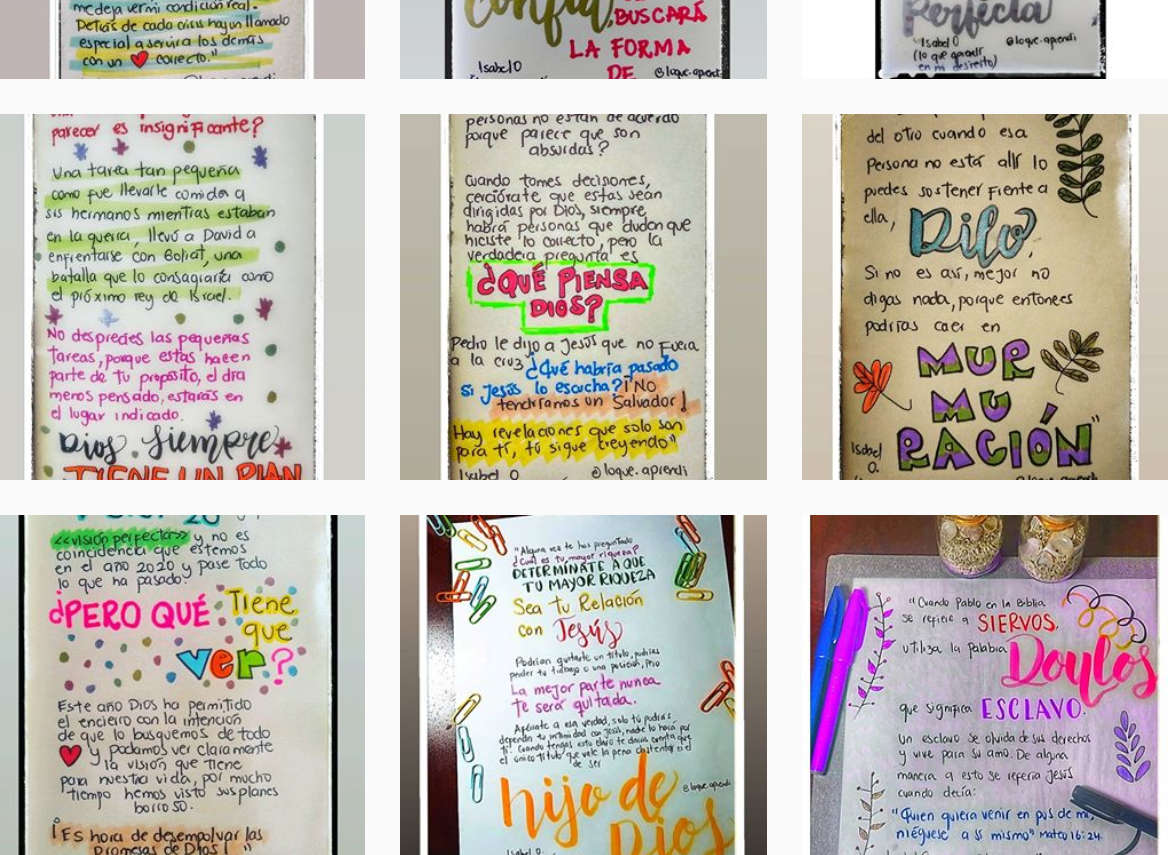 medeja ver mi condición real.
Detrás de cada crisis hay un llamado
especial a servir a los demás
con un correcto."
Confía
SE
BUSCARÁ
LA FORMA
DE
Isabel O
@loque.aprendi
Perfecta
Isabel O
@loque.aprendi
(lo que aprendí
en mi desierto)
parecer es insignificante?
Una tarea tan pequeña
como fue llevarle comida a
sus hermanos mientras estaban
en la guerra, llevó a David a
enfrentarse con Goliat, una
batalla que lo consagraría como
el próximo rey de Israel.
No desprecies las pequeñas
tareas, porque estas hacen
parte de tu propósito, el día
menos pensado, estarás en
el lugar indicado.
Dios siempre
TIENE UN PLAN
personas no están de acuerdo
porque parece que son
absurdas?
Cuando tomes decisiones,
cerciórate que estas sean
dirigidas por Dios, siempre
habrá personas que dudan que
hiciste lo correcto, pero la
verdadera pregunta es
¿QUÉ PIENSA
DIOS?
Pedro le dijo a Jesús que no fuera
a la cruz ¿Qué habría pasado
si Jesús lo escucha? ¡No
tendríamos un Salvador!
Hay revelaciones que solo son
para tí, tú sigue creyendo"
Isabel O.
@loque.aprendi
del otro cuando esa
persona no está allí lo
puedes sostener frente a
ella, Dilo,
Si no es así, mejor no
digas nada, porque entonces
podrías caer en
MUR
MU
RACIÓN"
Isabel
O.
@loque.aprendi
20
<<visión perfecta>> y no es
coincidencia que estemos
en el año 2020 y pase todo
lo que ha pasado.
¿PERO QUÉ Tiene
que
ver?
Este año Dios ha permitido
el encierro con la intención
de que lo busquemos de todo
y podamos ver claramente
la visión que tiene
para nuestra vida, por mucho
tiempo hemos visto sus planes
borroso.
¡Es hora de desempolvar las
promesas de Dios!"
"Alguna vez te has preguntado
¿Cuál es tu mayor riqueza?
DETERMINATE A QUE
TU MAYOR RIQUEZA
Sea tu Relación
con Jesús
Podrían quitarte un título, podrías
perder tu trabajo o una posición, pero
La mejor parte nunca
te será quitada.
Aférrate a esa verdad, solo tú podrás
depender tu intimidad con Jesús, nadie lo hará por
ti. Cuando tengas esto claro te darás cuenta que
el único título que vale la pena ostentar es el
de ser
hijo de
Dios
@loque.aprendi
Isabel O.
"Cuando Pablo en la Biblia
se refiere a SIERVOS,
utiliza la palabra Doulos
que significa ESCLAVO.
un esclavo se olvida de sus derechos
y vive para su amo. De alguna
manera a esto se refería Jesús
cuando decía:
"Quien quiera venir en pos de mi,
niéguese a sí mismo" Mateo 16:24